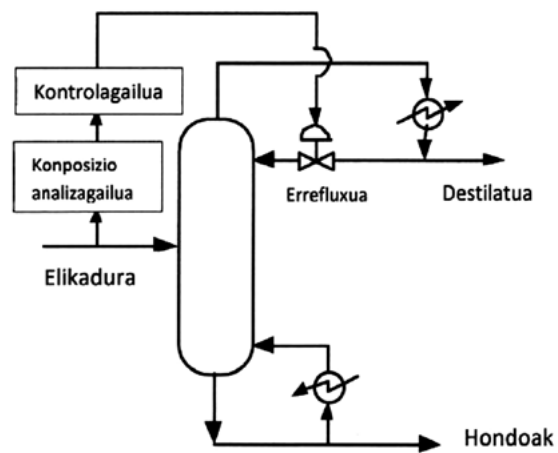 Kontrolagailua
Konposizio
analizagailua
Errefluxua
Destilatua
Elikadura
Hondoak